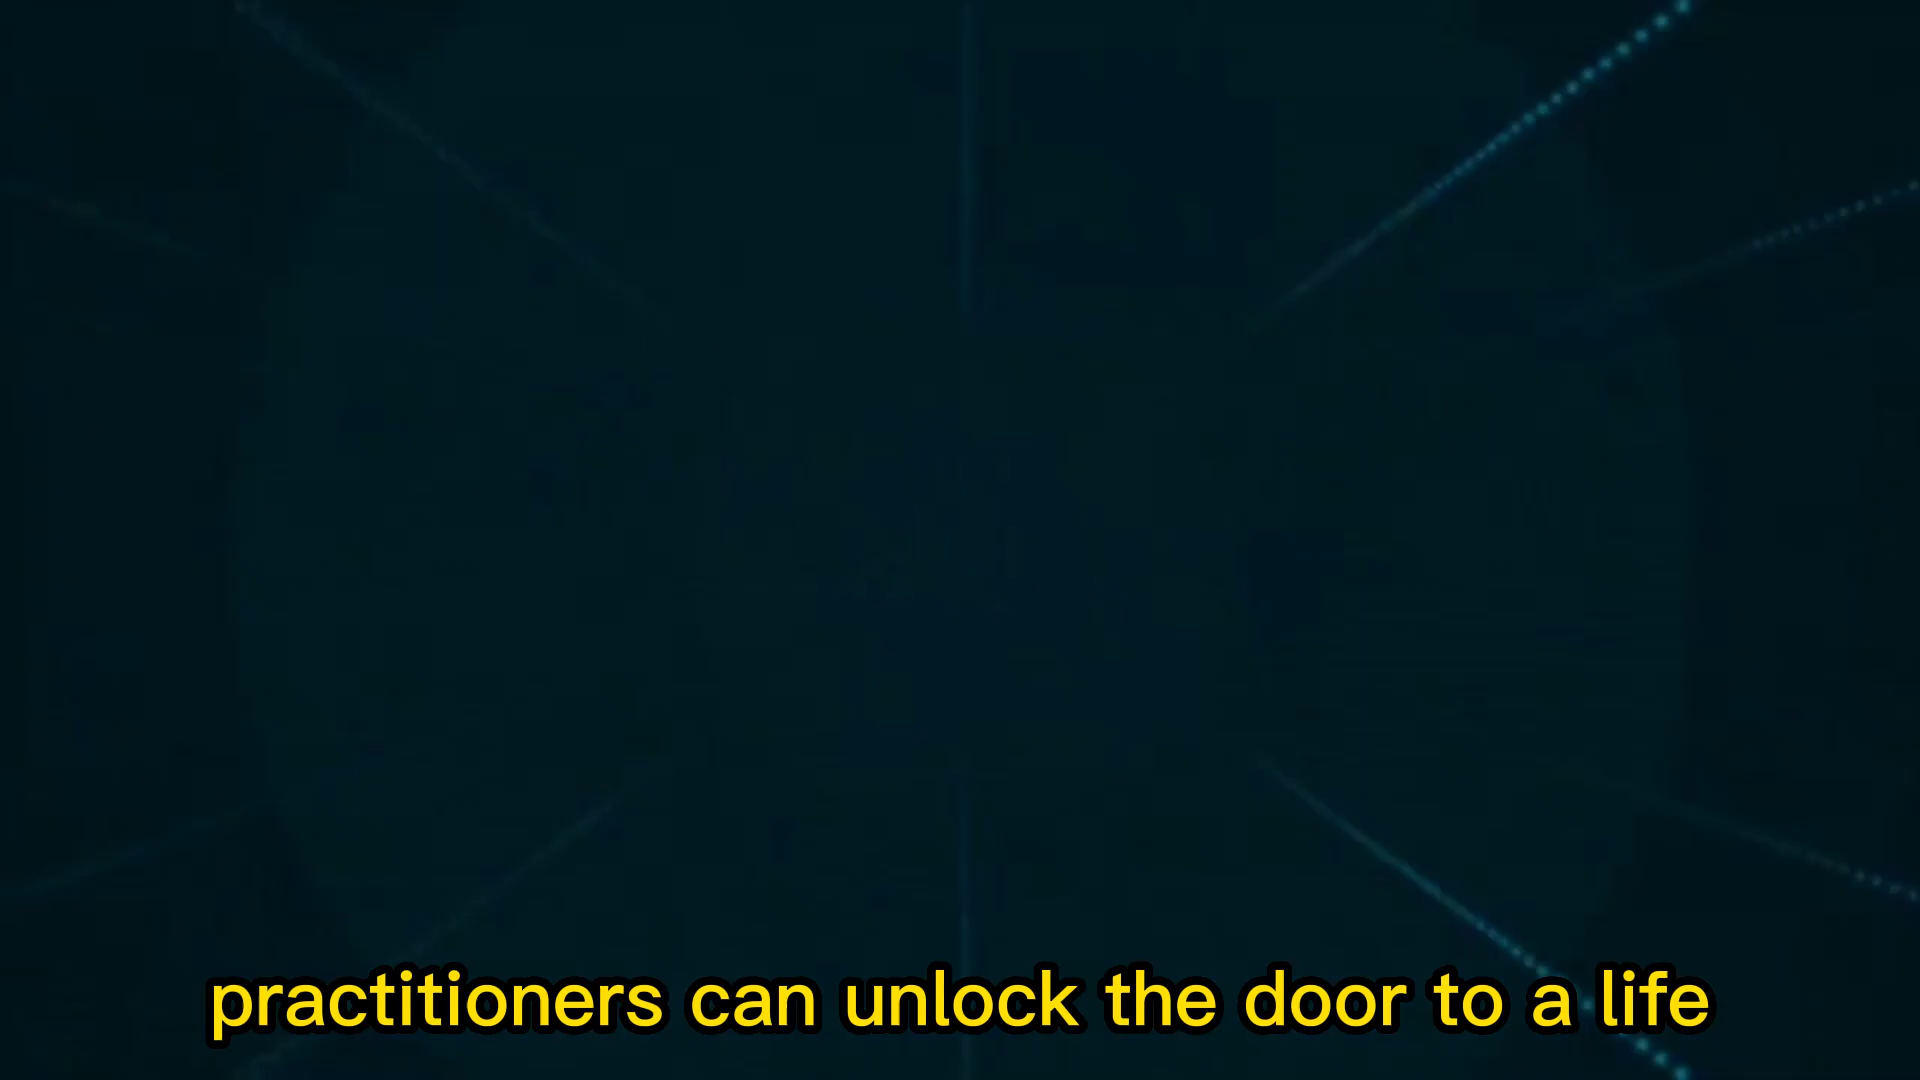 practitioners can unlock the door to a life